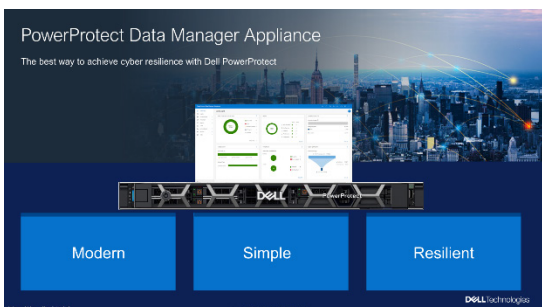 PowerProtect Data Manager Appliance
The best way to achieve cyber resilience with Dell PowerProtect
DELL
PowerProtect
Modern
Simple
Resilient
DELL Technologies